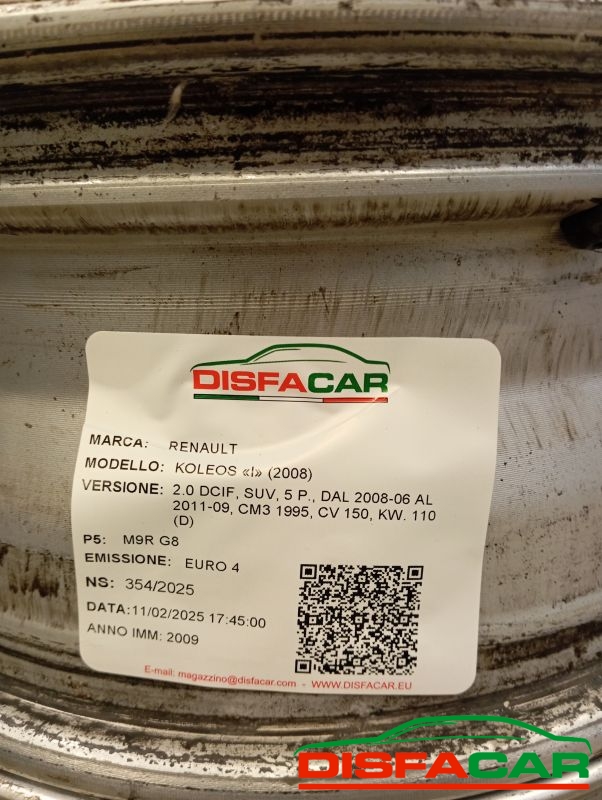 DISFACAR
MARCA: RENAULT
MODELLO: KOLEOS «I» (2008)
VERSIONE: 2.0 DCIF, SUV, 5 P., DAL 2008-06 AL
2011-09, CM3 1995, CV 150, KW. 110
(D)
P5: M9R G8
EMISSIONE: EURO 4
NS: 354/2025
DATA:11/02/2025 17:45:00
ANNO IMM: 2009
E-mail: magazzino@disfacar.com - WWW.DISFACAR.EU
DISFACAR